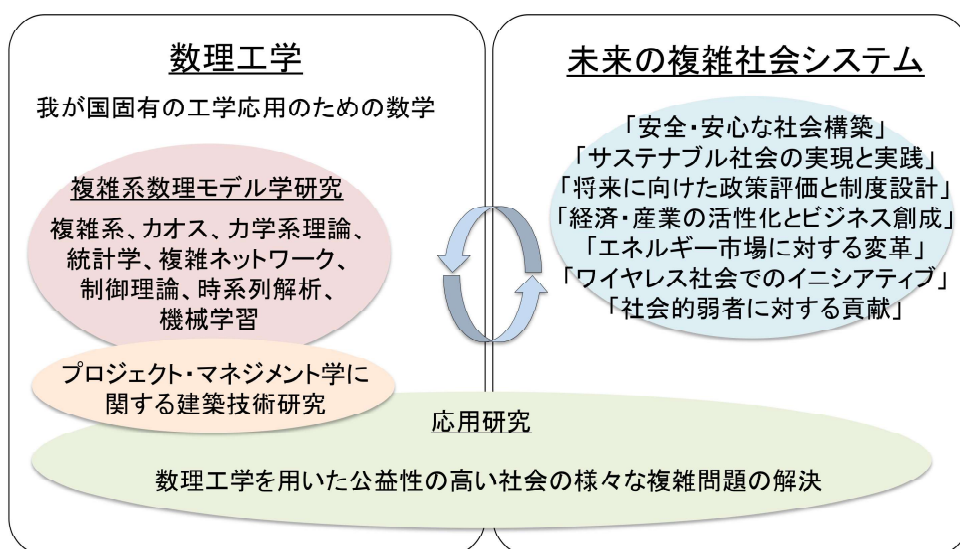 数理工学
我が国固有の工学応用のための数学
複雑系数理モデル学研究
複雑系、カオス、力学系理論、
統計学、複雑ネットワーク、
制御理論、時系列解析、
機械学習
プロジェクト・マネジメント学に
関する建築技術研究
未来の複雑社会システム
「安全・安心な社会構築」
「サステナブル社会の実現と実践」
「将来に向けた政策評価と制度設計」
「経済・産業の活性化とビジネス創成」
「エネルギー市場に対する変革」
「ワイヤレス社会でのイニシアティブ」
「社会的弱者に対する貢献」
応用研究
数理工学を用いた公益性の高い社会の様々な複雑問題の解決